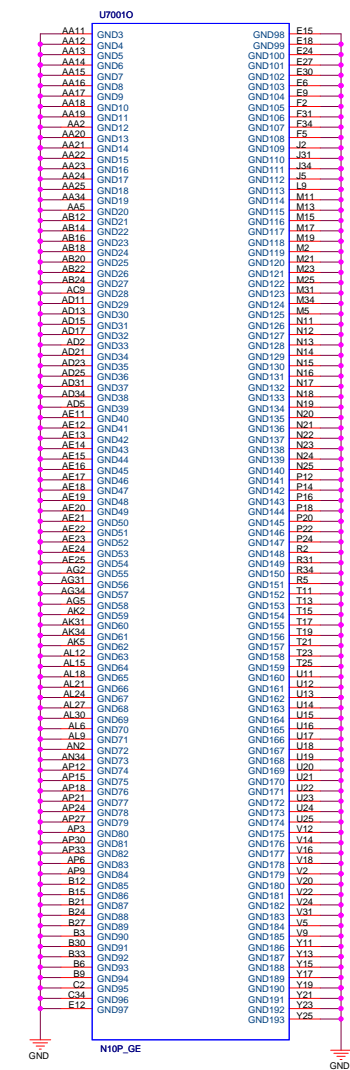 U7001O
AA11 GND3 GND98 E15
AA12 GND4 GND99 E18
AA13 GND5 GND100 E24
AA14 GND6 GND101 E27
AA15 GND7 GND102 E30
AA16 GND8 GND103 E6
AA17 GND9 GND104 E9
AA18 GND10 GND105 F2
AA19 GND11 GND106 F31
AA2 GND12 GND107 F34
AA20 GND13 GND108 F5
AA21 GND14 GND109 J2
AA22 GND15 GND110 J31
AA23 GND16 GND111 J34
AA24 GND17 GND112 J5
AA25 GND18 GND113 L9
AA34 GND19 GND114 M11
AA5 GND20 GND115 M13
AB12 GND21 GND116 M15
AB14 GND22 GND117 M17
AB16 GND23 GND118 M19
AB18 GND24 GND119 M2
AB20 GND25 GND120 M21
AB22 GND26 GND121 M23
AB24 GND27 GND122 M25
AC9 GND28 GND123 M31
AD11 GND29 GND124 M34
AD13 GND30 GND125 M5
AD15 GND31 GND126 N11
AD17 GND32 GND127 N12
AD2 GND33 GND128 N13
AD21 GND34 GND129 N14
AD23 GND35 GND130 N15
AD25 GND36 GND131 N16
AD31 GND37 GND132 N17
AD34 GND38 GND133 N18
AD5 GND39 GND134 N19
AE11 GND40 GND135 N20
AE12 GND41 GND136 N21
AE13 GND42 GND137 N22
AE14 GND43 GND138 N23
AE15 GND44 GND139 N24
AE16 GND45 GND140 N25
AE17 GND46 GND141 P12
AE18 GND47 GND142 P14
AE19 GND48 GND143 P16
AE20 GND49 GND144 P18
AE21 GND50 GND145 P20
AE22 GND51 GND146 P22
AE23 GND52 GND147 P24
AE24 GND53 GND148 R2
AE25 GND54 GND149 R31
AG2 GND55 GND150 R34
AG31 GND56 GND151 R5
AG34 GND57 GND152 T11
AG5 GND58 GND153 T13
AK2 GND59 GND154 T15
AK31 GND60 GND155 T17
AK34 GND61 GND156 T19
AK5 GND62 GND157 T21
AL12 GND63 GND158 T23
AL15 GND64 GND159 T25
AL18 GND65 GND160 U11
AL21 GND66 GND161 U12
AL24 GND67 GND162 U13
AL27 GND68 GND163 U14
AL30 GND69 GND164 U15
AL6 GND70 GND165 U16
AL9 GND71 GND166 U17
AN2 GND72 GND167 U18
AN34 GND73 GND168 U19
AP12 GND74 GND169 U20
AP15 GND75 GND170 U21
AP18 GND76 GND171 U22
AP21 GND77 GND172 U23
AP24 GND78 GND173 U24
AP27 GND79 GND174 U25
AP3 GND80 GND175 V12
AP30 GND81 GND176 V14
AP33 GND82 GND177 V16
AP6 GND83 GND178 V18
AP9 GND84 GND179 V2
B12 GND85 GND180 V20
B15 GND86 GND181 V22
B21 GND87 GND182 V24
B24 GND88 GND183 V31
B27 GND89 GND184 V5
B3 GND90 GND185 V9
B30 GND91 GND186 Y11
B33 GND92 GND187 Y13
B6 GND93 GND188 Y15
B9 GND94 GND189 Y17
C2 GND95 GND190 Y19
C34 GND96 GND191 Y21
E12 GND97 GND192 Y23
GND193 Y25
N10P_GE
GND
GND